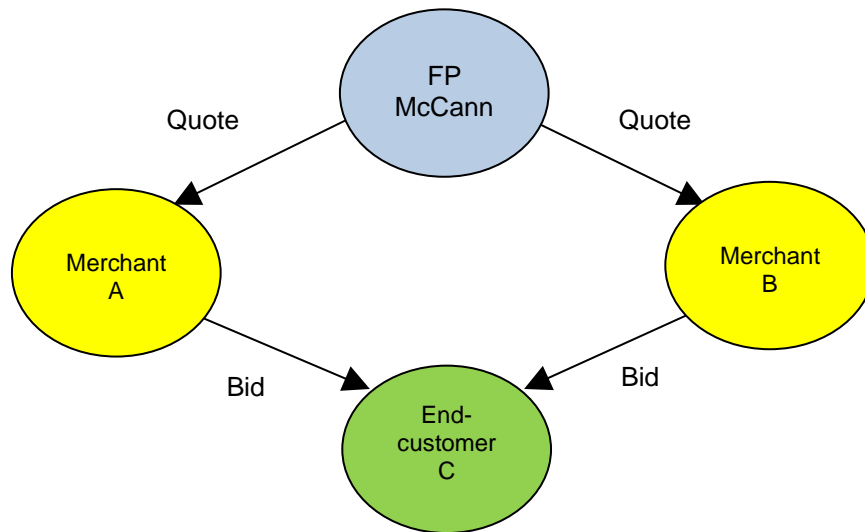 FP
McCann
Quote
Quote
Merchant
A
Merchant
B
Bid
Bid
End-
customer
C